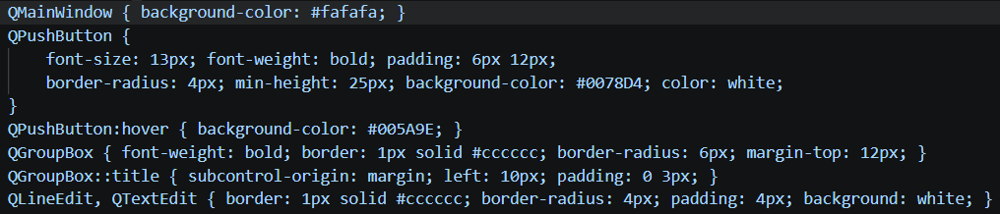 QMainWindow { background-color: #fafafa; }
QPushButton {
    font-size: 13px; font-weight: bold; padding: 6px 12px;
    border-radius: 4px; min-height: 25px; background-color: #0078D4; color: white;
}
QPushButton:hover { background-color: #005A9E; }
QGroupBox { font-weight: bold; border: 1px solid #cccccc; border-radius: 6px; margin-top: 12px; }
QGroupBox::title { subcontrol-origin: margin; left: 10px; padding: 0 3px; }
QLineEdit, QTextEdit { border: 1px solid #cccccc; border-radius: 4px; padding: 4px; background: white; }